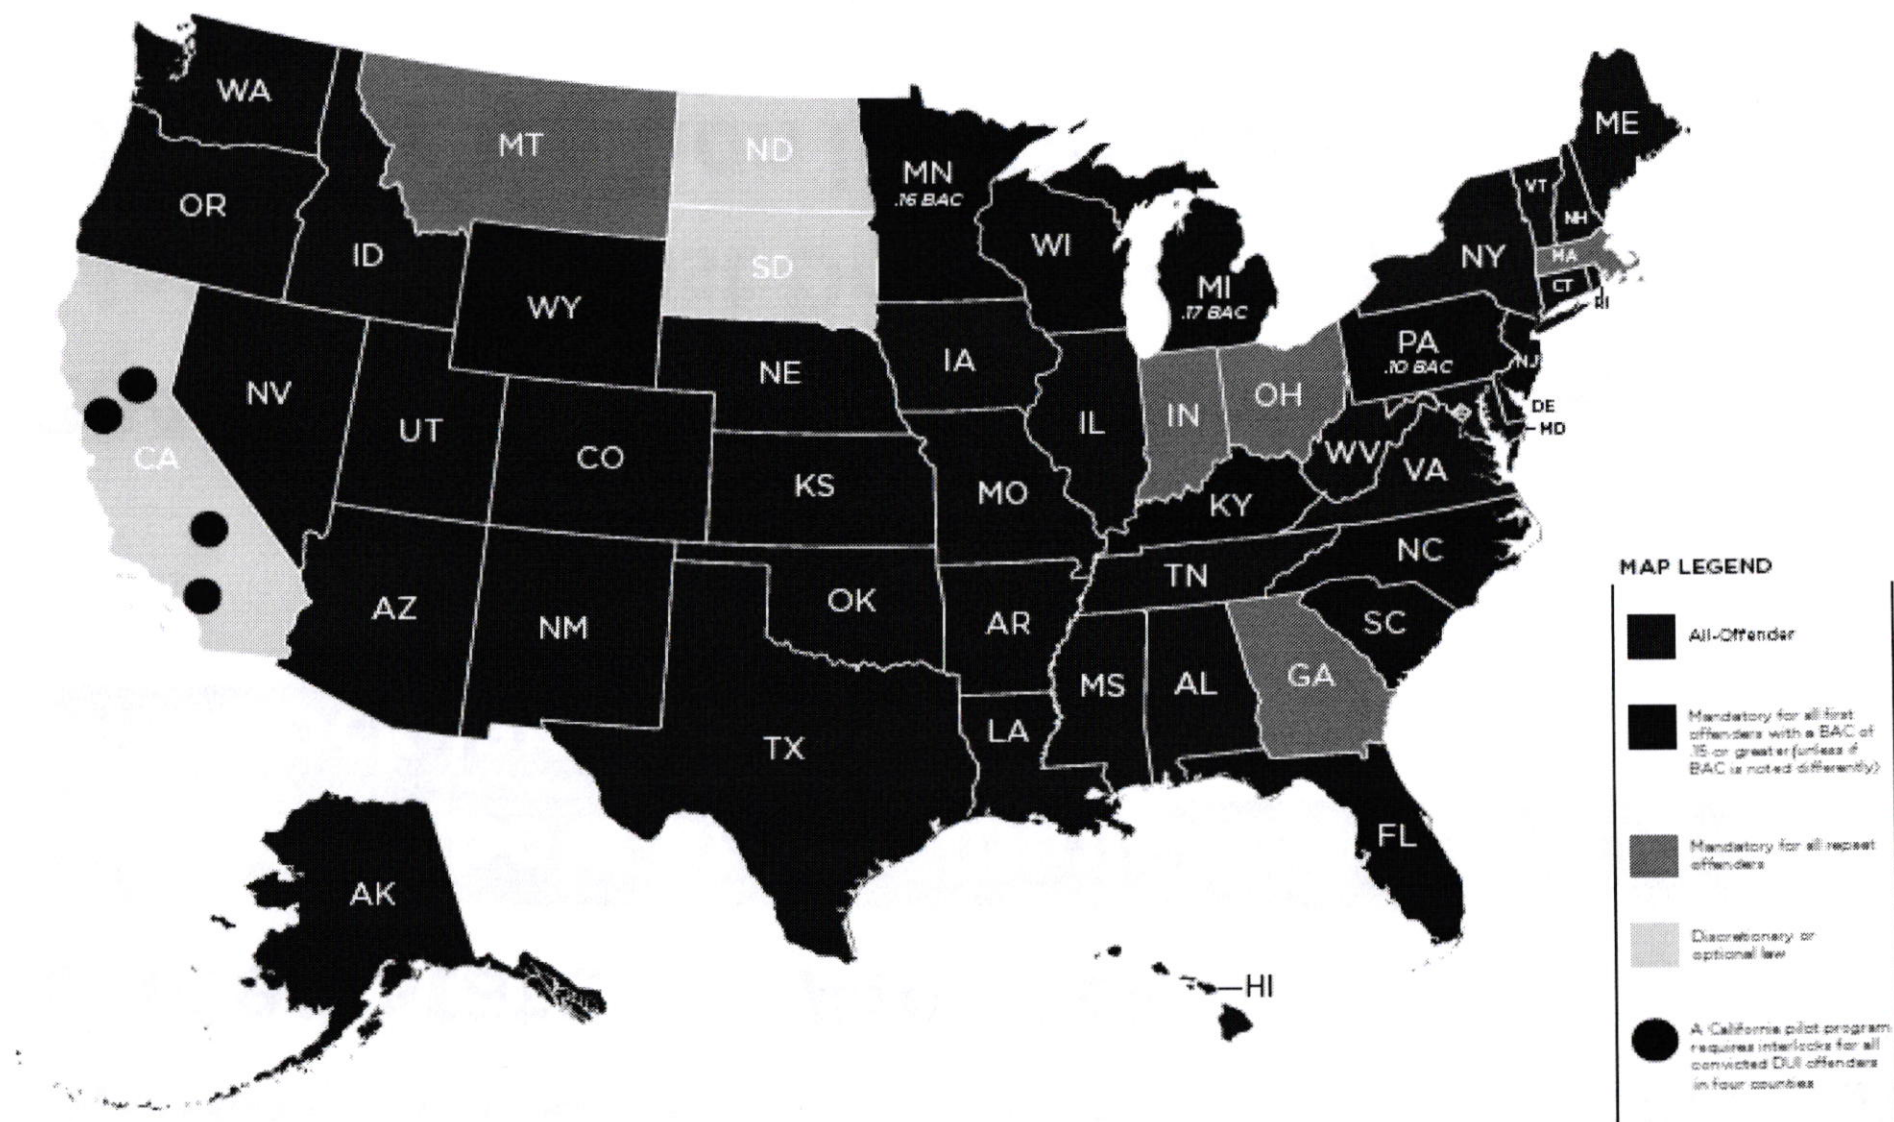 WA
MT
ND
MN
.16 BAC
ME
OR
ID
SD
WI
VT
NH
NY
MA
MI
.17 BAC
CT
RI
WY
PA
.10 BAC
NJ
NE
IA
NV
OH
IN
DE
MD
UT
CO
IL
WV
VA
CA
KS
MO
KY
NC
TN
AZ
NM
OK
AR
SC
MS
AL
GA
LA
TX
FL
AK
HI
MAP LEGEND
All-Offender
Mandatory for all first
offenders with a BAC of
.15 or greater(unless if
BAC is noted differently)
Mandatory for all repeat
offenders
Discretionary or
optional law
A California pilot program
requires interlocks for all
convicted DUI offenders
in four counties